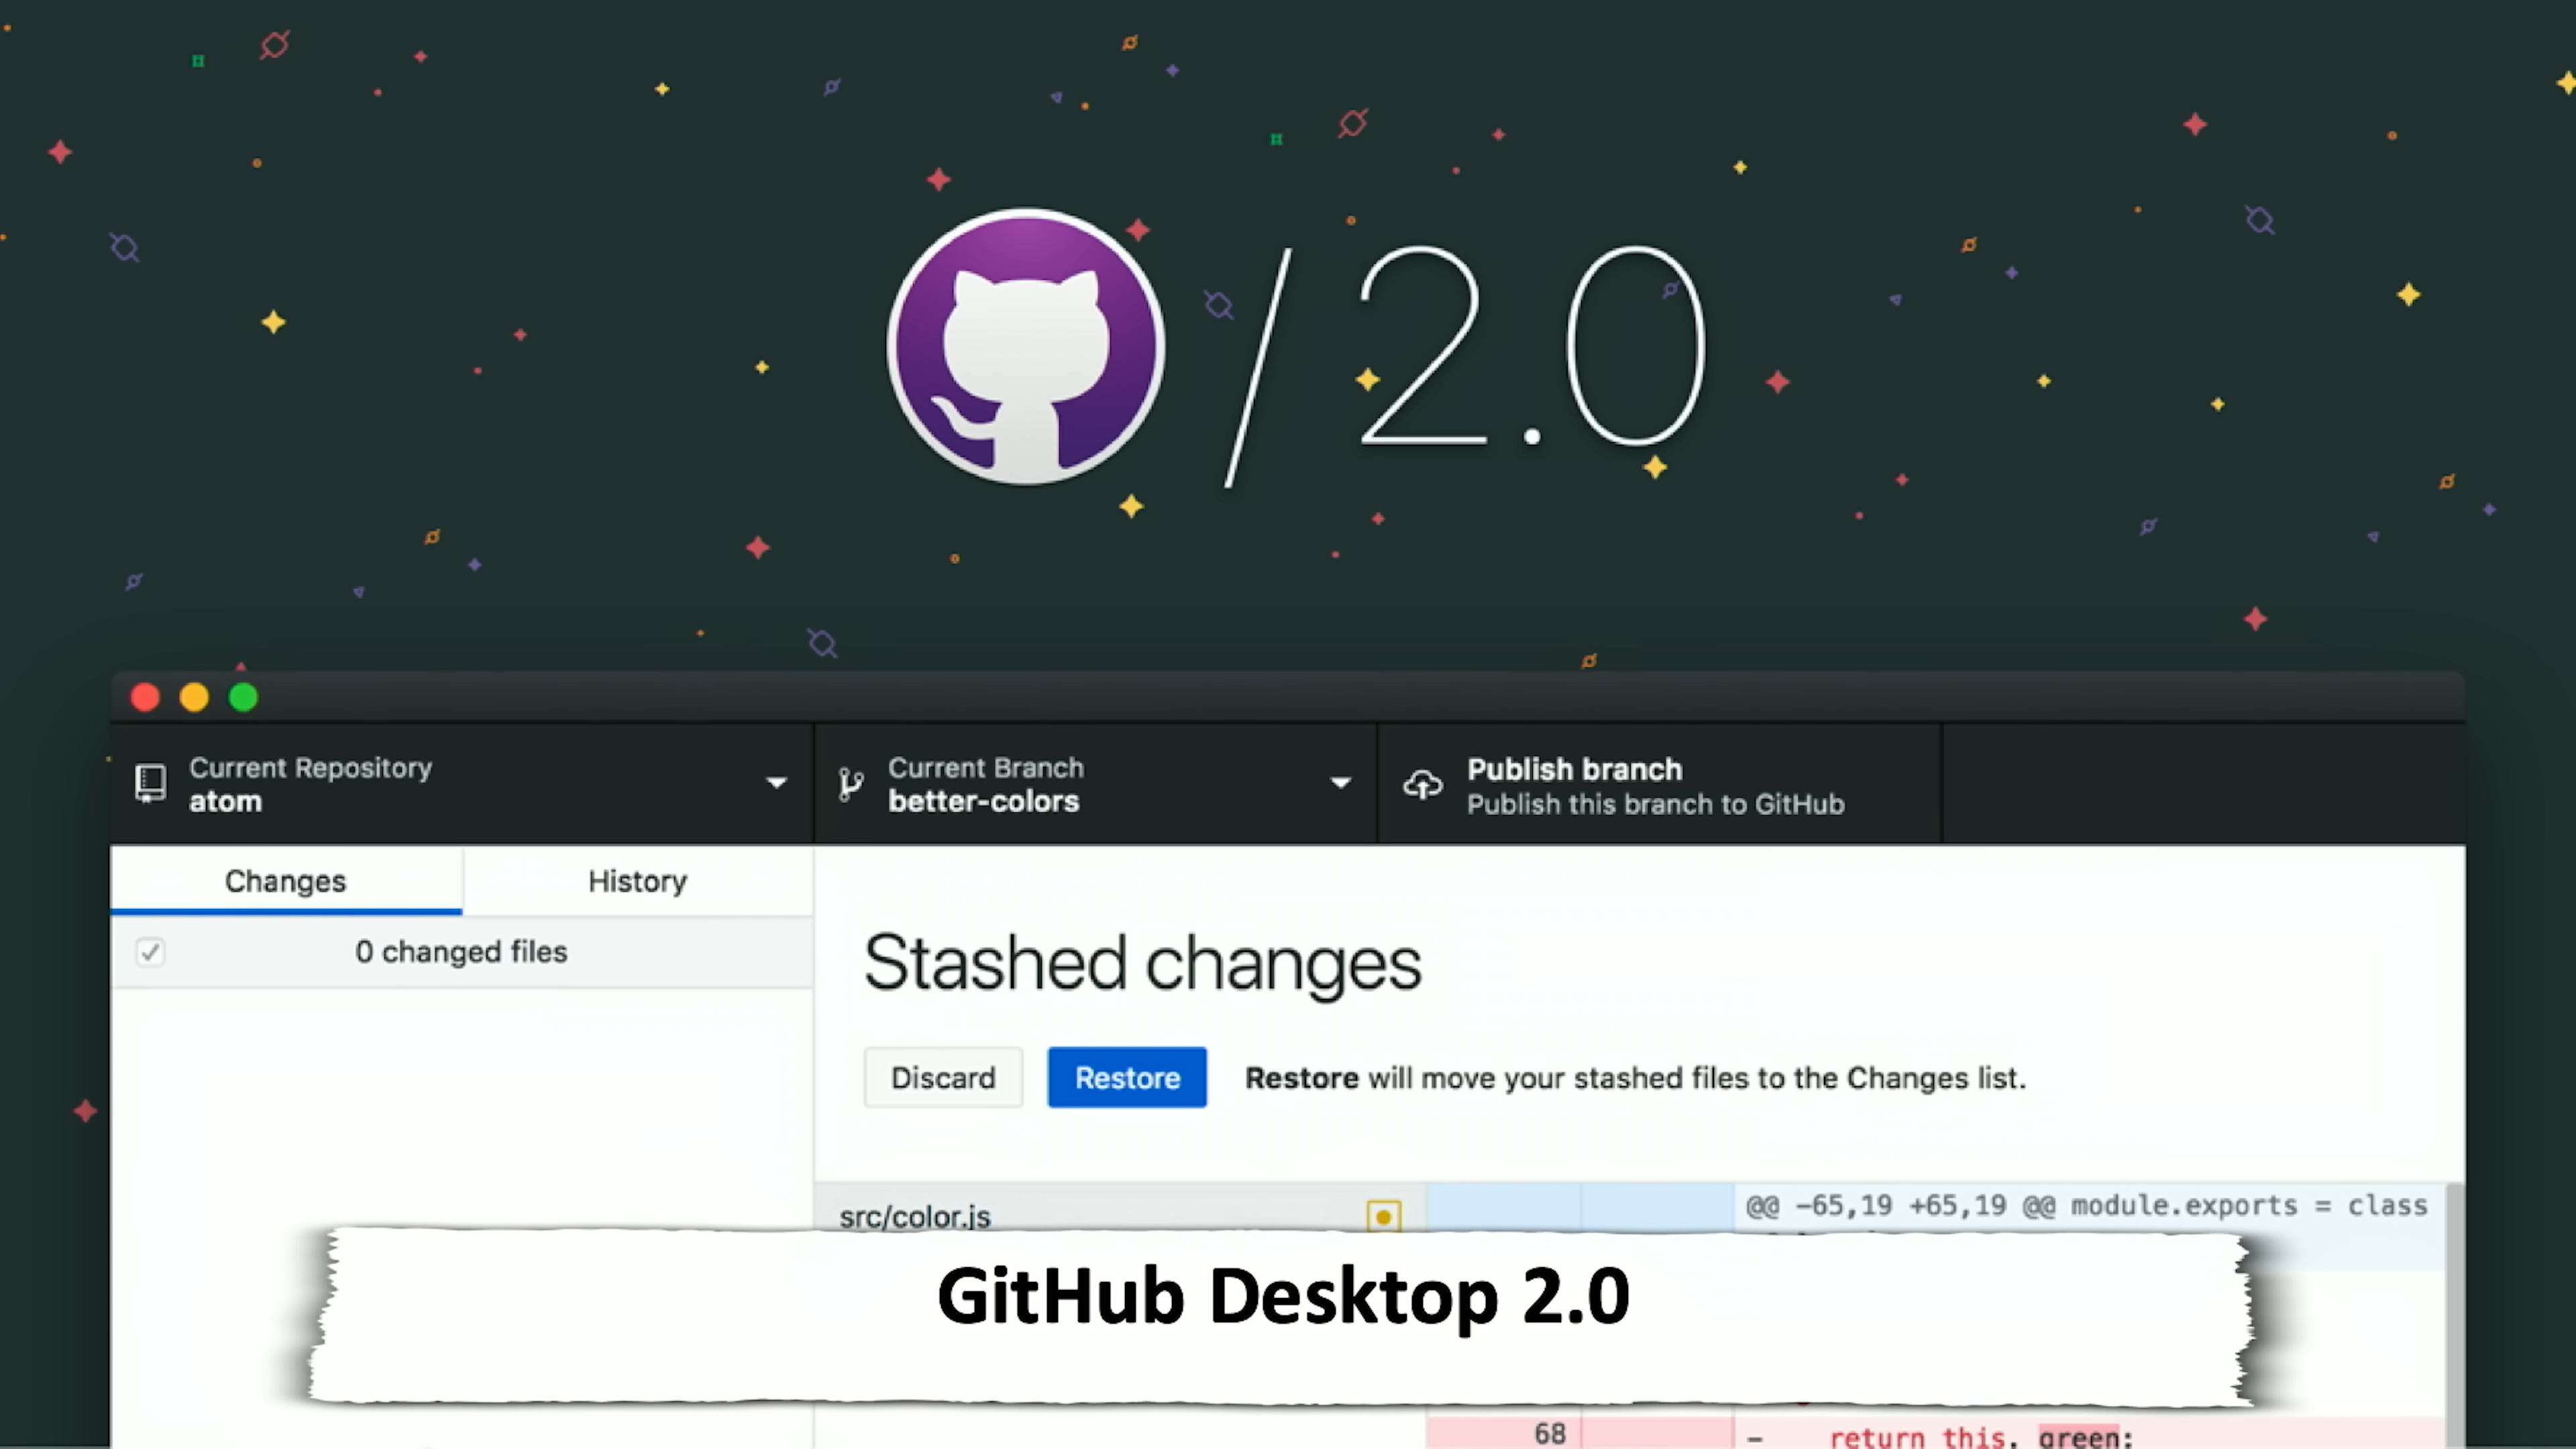 / 2.0
Current Repository
atom
Current Branch
better-colors
Publish branch
Publish this branch to GitHub
Changes
History
0 changed files
Stashed changes
Discard
Restore
Restore will move your stashed files to the Changes list.
src/color.js
@@ -65,19 +65,19 @@ module.exports = class
GitHub Desktop 2.0
68
- return this._green;